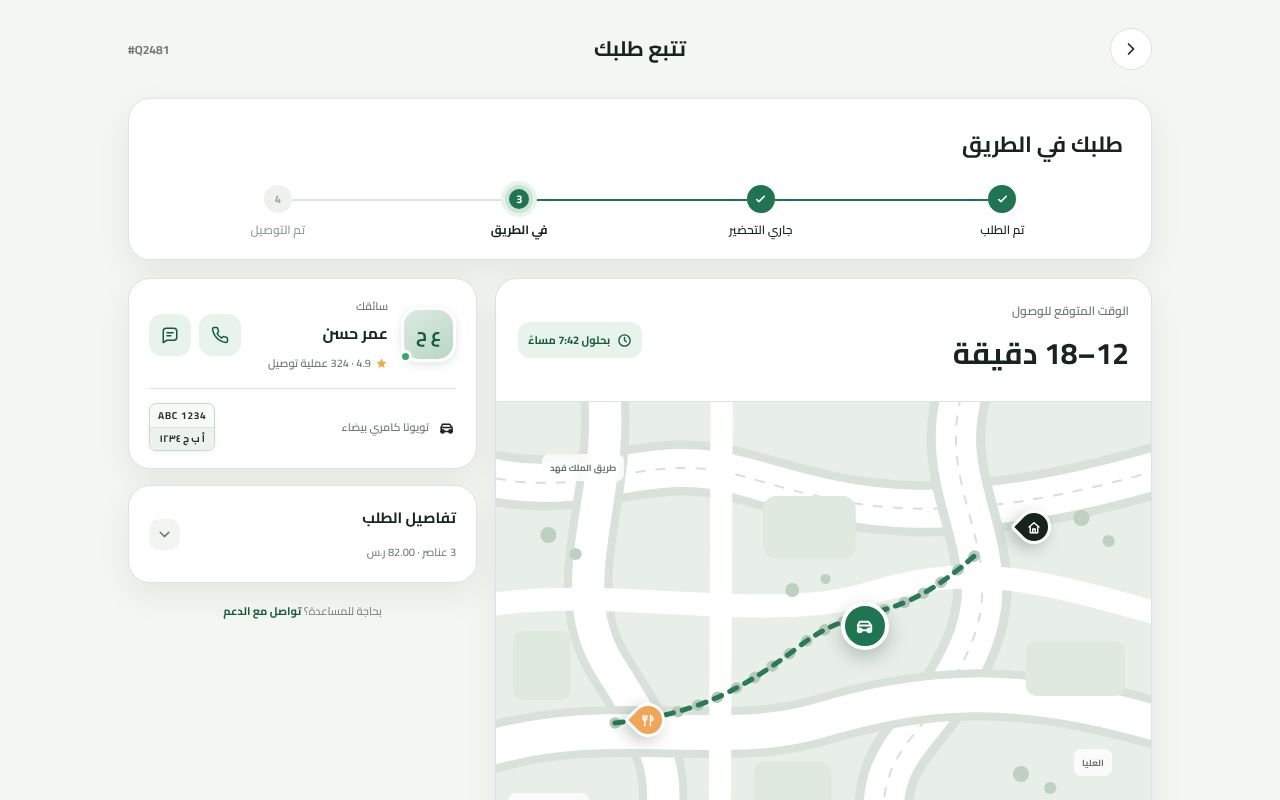 تتبع طلبك
#Q2481
طلبك في الطريق
تم الطلب
جاري التحضير
3
في الطريق
4
تم التوصيل
الوقت المتوقع للوصول
12–18 دقيقة
بحلول 7:42 مساءً
طريق الملك فهد
العليا
سائقك
ع ح
عمر حسن
4.9 · 324 عملية توصيل
تويوتا كامري بيضاء
ABC 1234
أ ب ج ١٢٣٤
تفاصيل الطلب
3 عناصر · 82.00 ر.س
بحاجة للمساعدة؟ تواصل مع الدعم